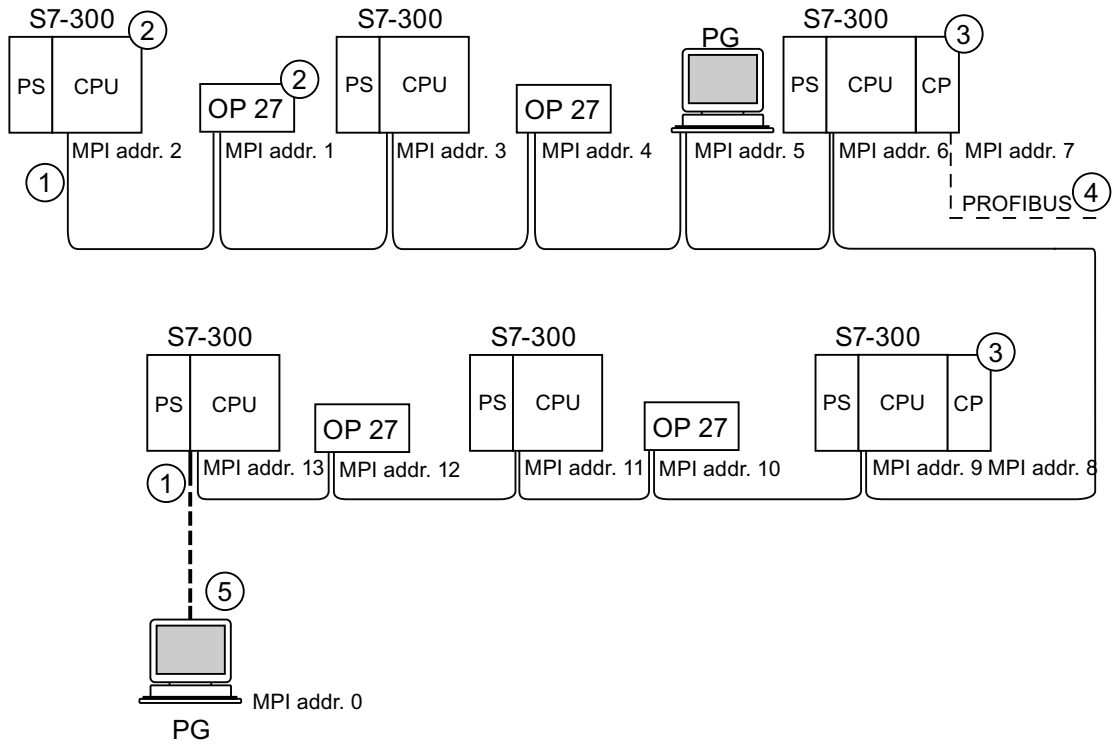 S7-300
2
S7-300
PG
S7-300
3
PS
CPU
OP 27
2
PS
CPU
OP 27
PS
CPU
CP
MPI addr. 2
MPI addr. 1
MPI addr. 3
MPI addr. 4
MPI addr. 5
MPI addr. 6
MPI addr. 7
1
PROFIBUS
4
S7-300
S7-300
S7-300
3
PS
CPU
OP 27
PS
CPU
OP 27
PS
CPU
CP
MPI addr. 13
MPI addr. 12
MPI addr. 11
MPI addr. 10
MPI addr. 9
MPI addr. 8
1
5
MPI addr. 0
PG